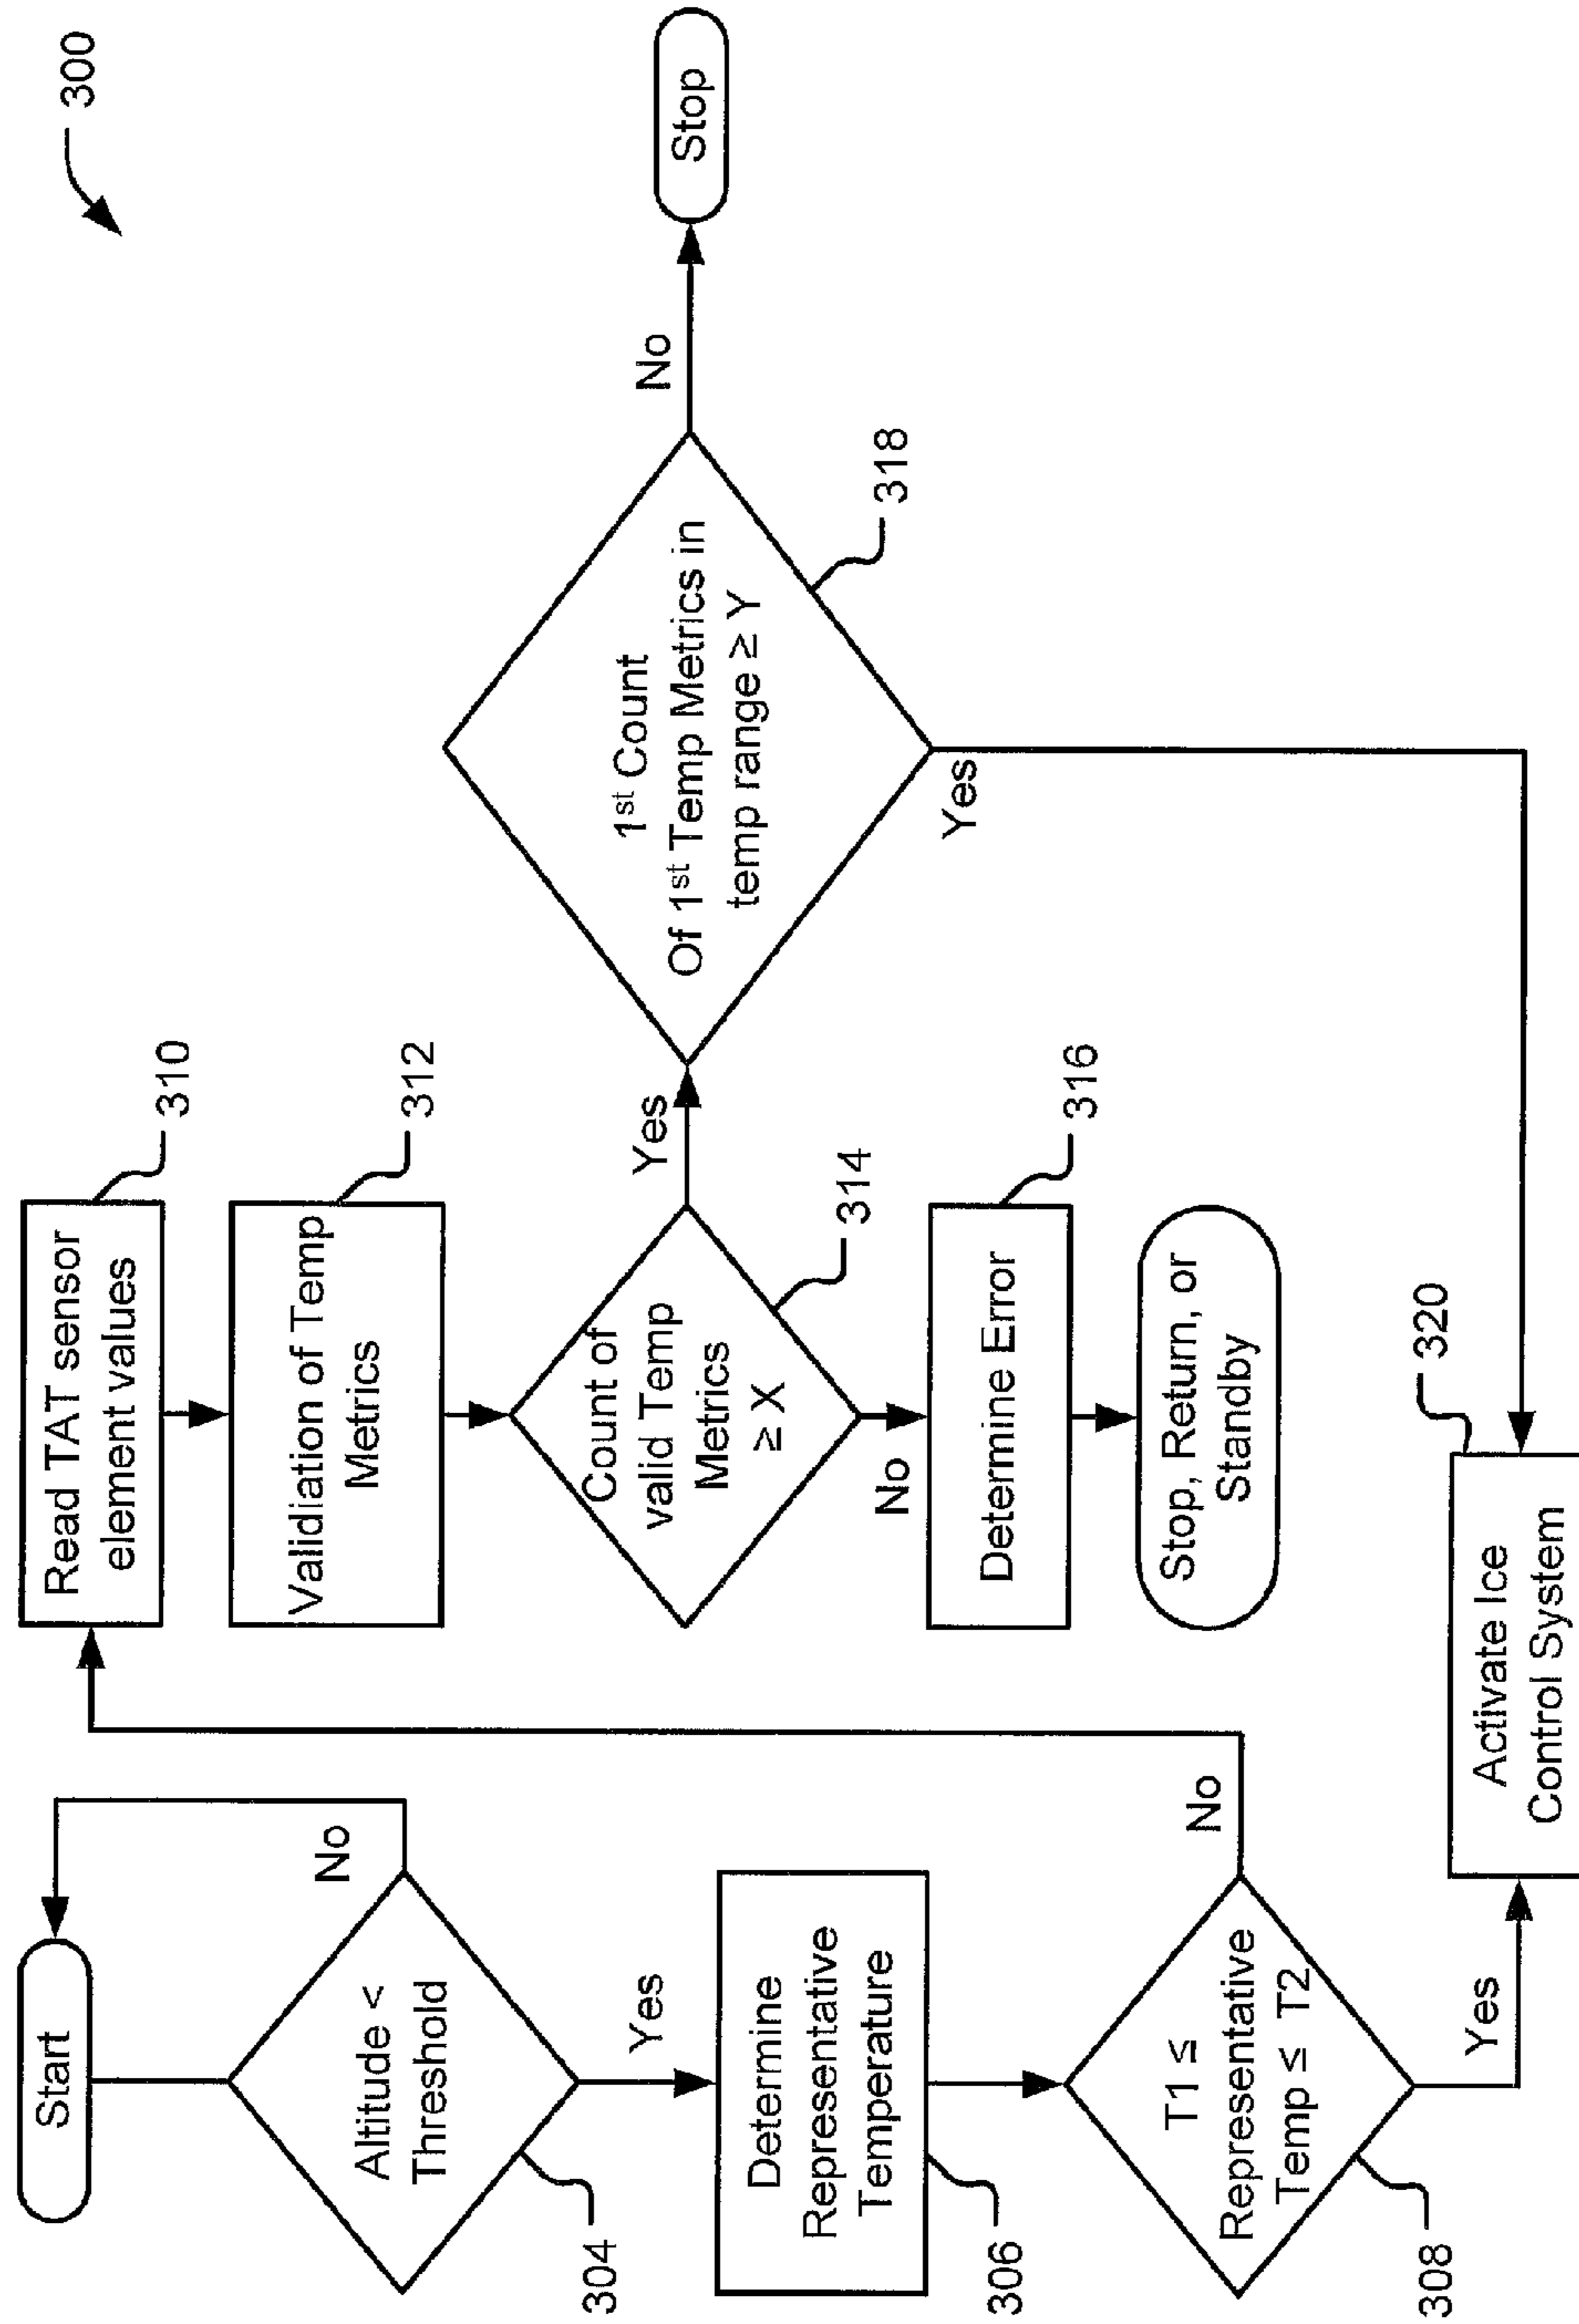 300
Start
Altitude <
Threshold
No
304
Yes
Determine
Representative
Temperature
306
T1 ≤
Representative
Temp ≤ T2
308
No
Yes
Read TAT sensor
element values
310
Validiation of Temp
Metrics
312
Count of
valid Temp
Metrics
≥ X
314
Yes
No
Determine Error
316
Stop, Return, or
Standby
1st Count
Of 1st Temp Metrics in
temp range ≥ Y
318
No
Stop
Yes
Activate Ice
Control System
320